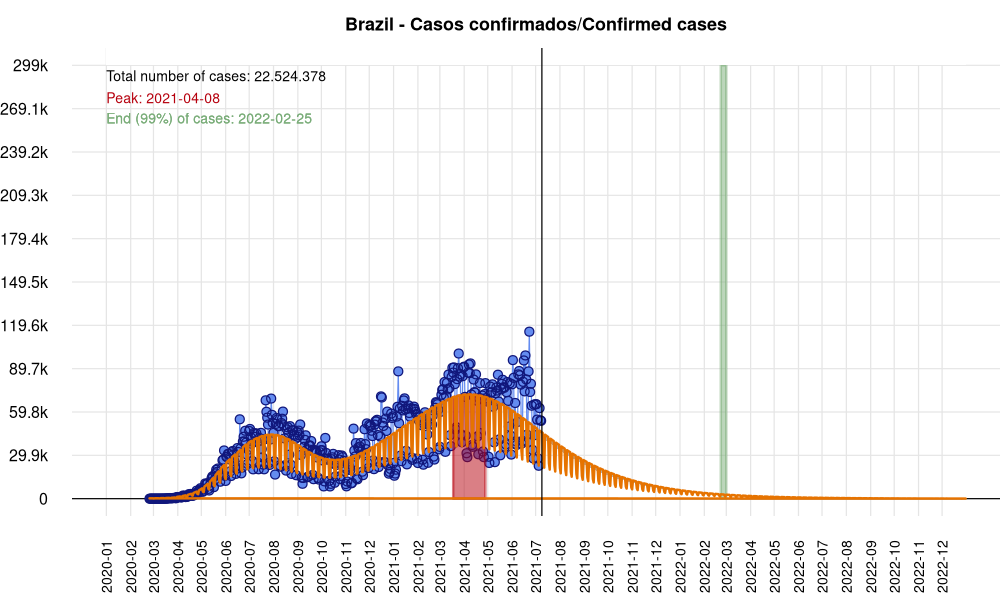 Brazil - Casos confirmados/Confirmed cases
299k
Total number of cases: 22.524.378
Peak: 2021-04-08
269.1k
End (99%) of cases: 2022-02-25
239.2k
209.3k
179.4k
149.5k
119.6k
89.7k
59.8k
29.9k
0
2020-01
2020-02
2020-03
2020-04
2020-05
2020-06
2020-07
2020-08
2020-09
2020-10
2020-11
2020-12
2021-01
2021-02
2021-03
2021-04
2021-05
2021-06
2021-07
2021-08
2021-09
2021-10
2021-11
2021-12
2022-01
2022-02
2022-03
2022-04
2022-05
2022-06
2022-07
2022-08
2022-09
2022-10
2022-11
2022-12